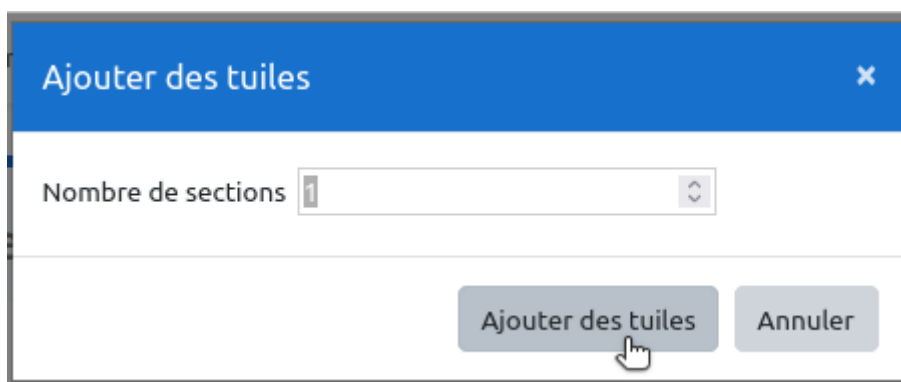 Ajouter des tuiles ×
Nombre de sections 1
Ajouter des tuiles Annuler